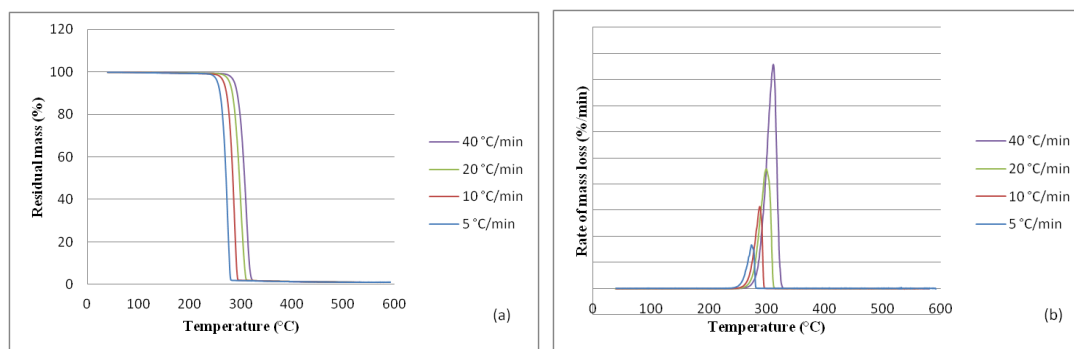 120
100
80
60
40
20
0
0 100 200 300 400 500 600
Residual mass (%)
Temperature (°C)
40 °C/min
20 °C/min
10 °C/min
5 °C/min
(a)
Rate of mass loss (%/min)
0 100 200 300 400 500 600
Temperature (°C)
40 °C/min
20 °C/min
10 °C/min
5 °C/min
(b)